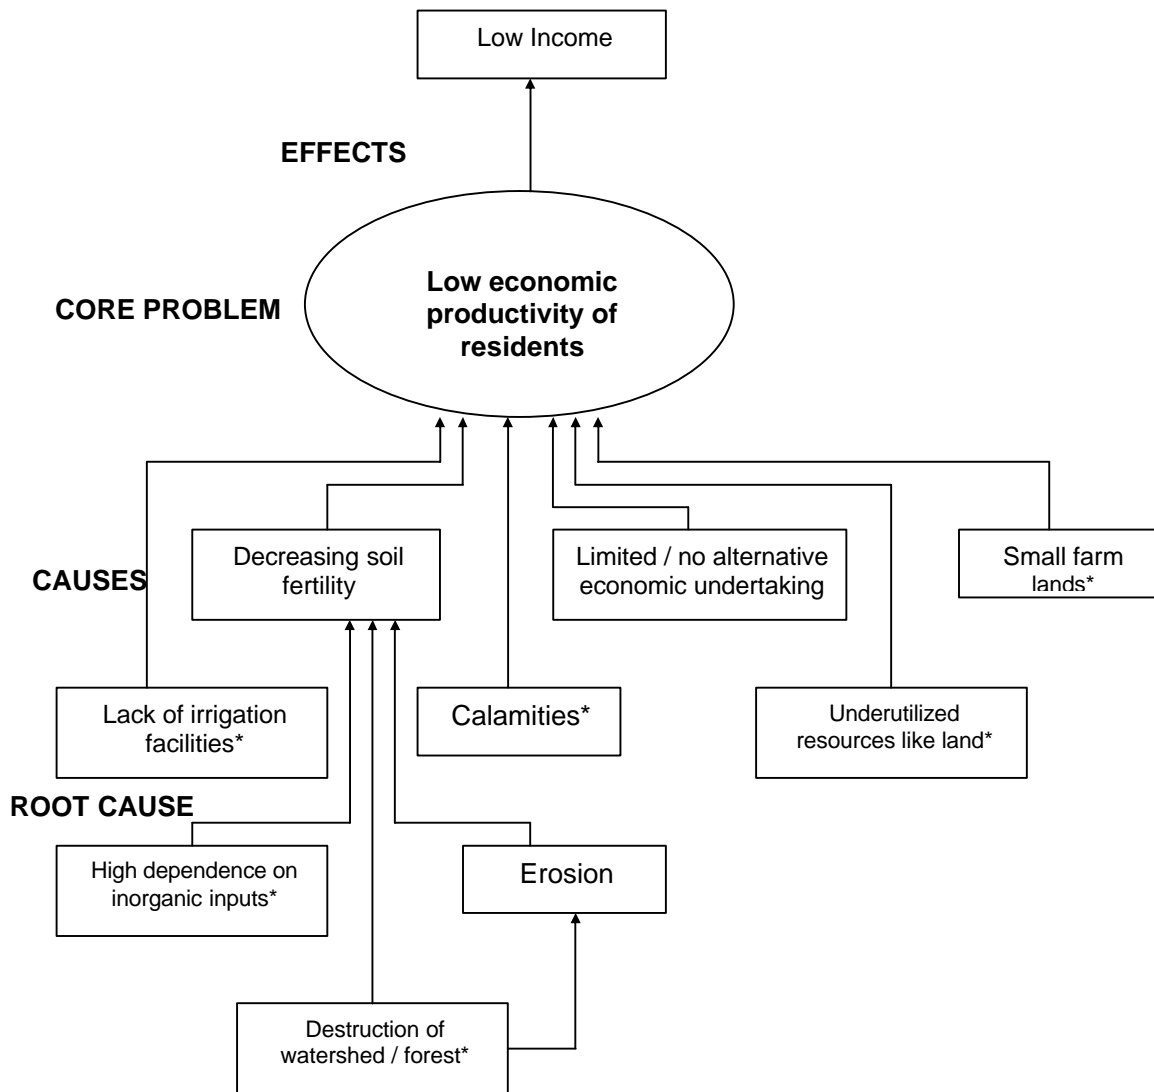 Low Income
EFFECTS
CORE PROBLEM
Low economic
productivity of
residents
CAUSES
Decreasing soil
fertility
Limited / no alternative
economic undertaking
Small farm
lands*
Lack of irrigation
facilities*
Calamities*
Underutilized
resources like land*
ROOT CAUSE
High dependence on
inorganic inputs*
Erosion
Destruction of
watershed / forest*